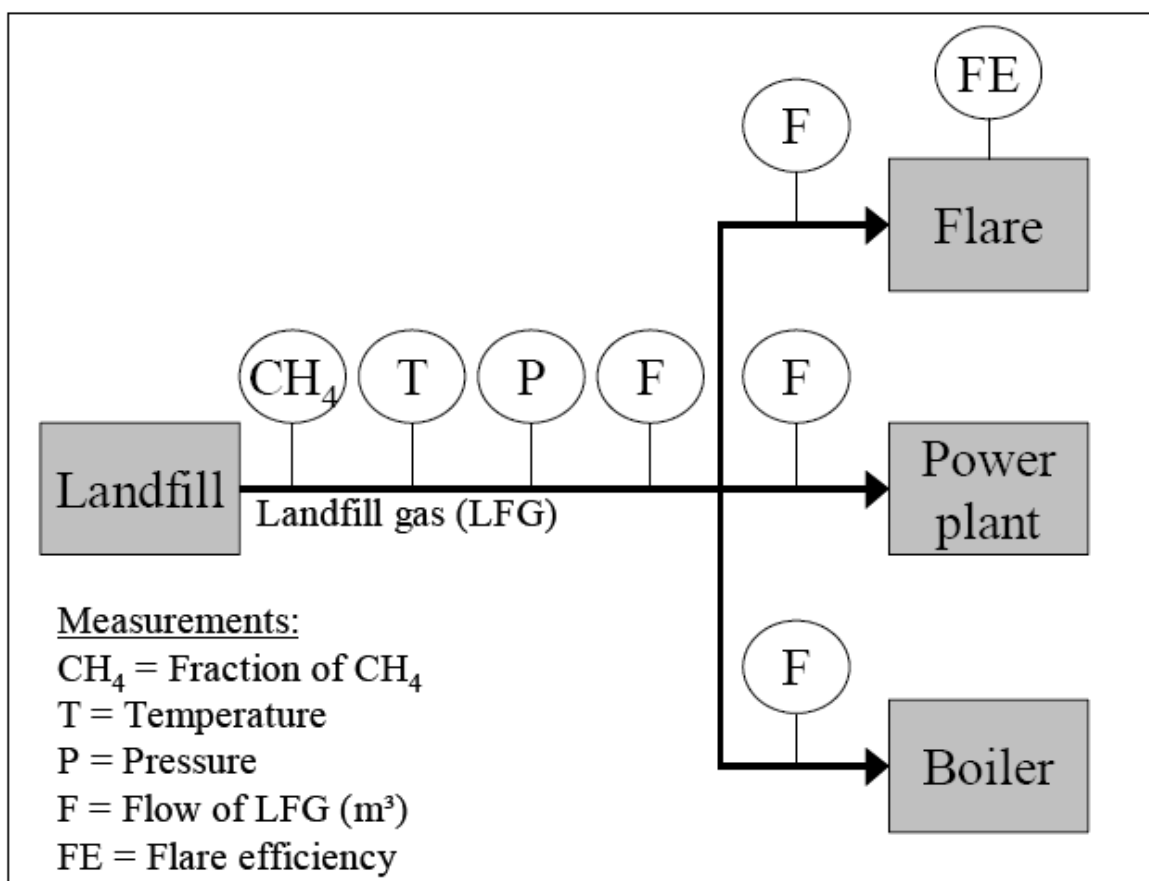 FE
F
Flare
CH₄ T P F F
Landfill
Landfill gas (LFG)
Power
plant
F
Boiler
Measurements:
CH₄ = Fraction of CH₄
T = Temperature
P = Pressure
F = Flow of LFG (m³)
FE = Flare efficiency